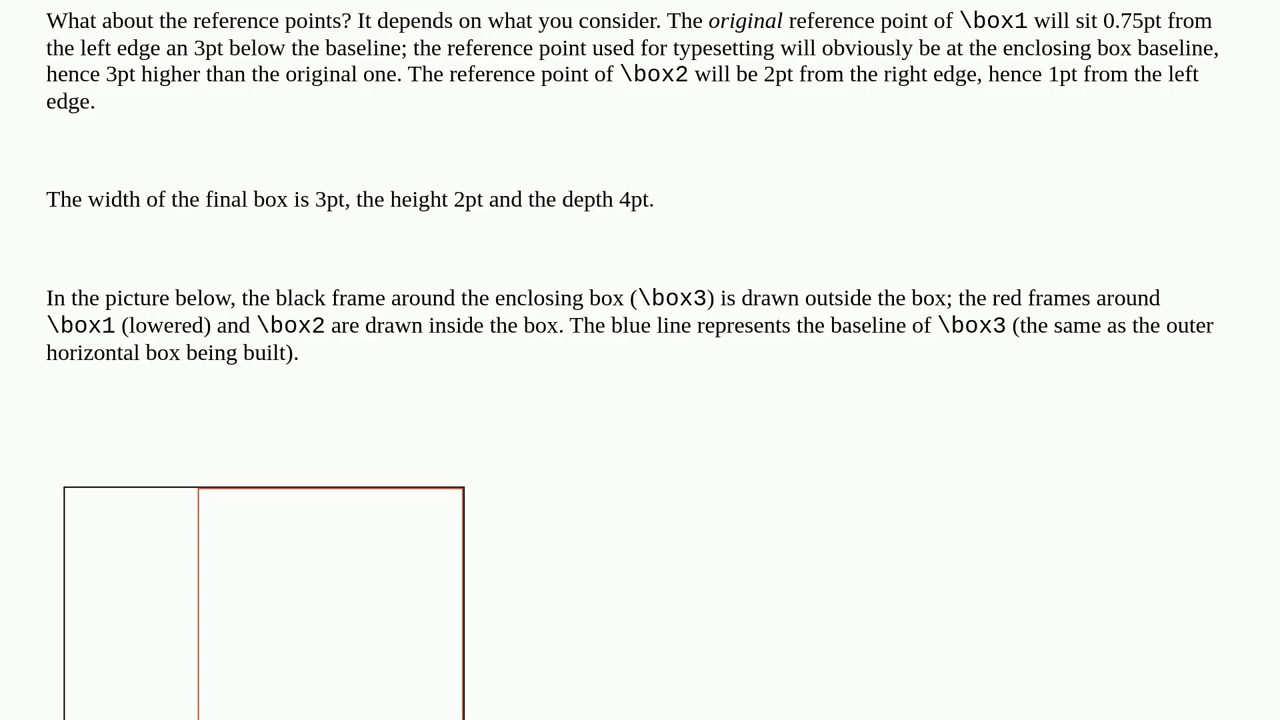 What about the reference points? It depends on what you consider. The original reference point of \box1 will sit 0.75pt from
the left edge an 3pt below the baseline; the reference point used for typesetting will obviously be at the enclosing box baseline,
hence 3pt higher than the original one. The reference point of \box2 will be 2pt from the right edge, hence 1pt from the left
edge.
The width of the final box is 3pt, the height 2pt and the depth 4pt.
In the picture below, the black frame around the enclosing box (\box3) is drawn outside the box; the red frames around
\box1 (lowered) and \box2 are drawn inside the box. The blue line represents the baseline of \box3 (the same as the outer
horizontal box being built).